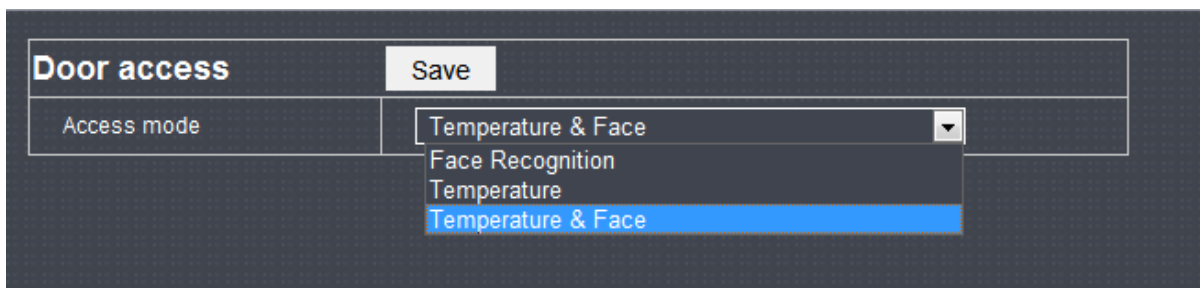 Door access Save
Access mode Temperature & Face
Face Recognition
Temperature
Temperature & Face